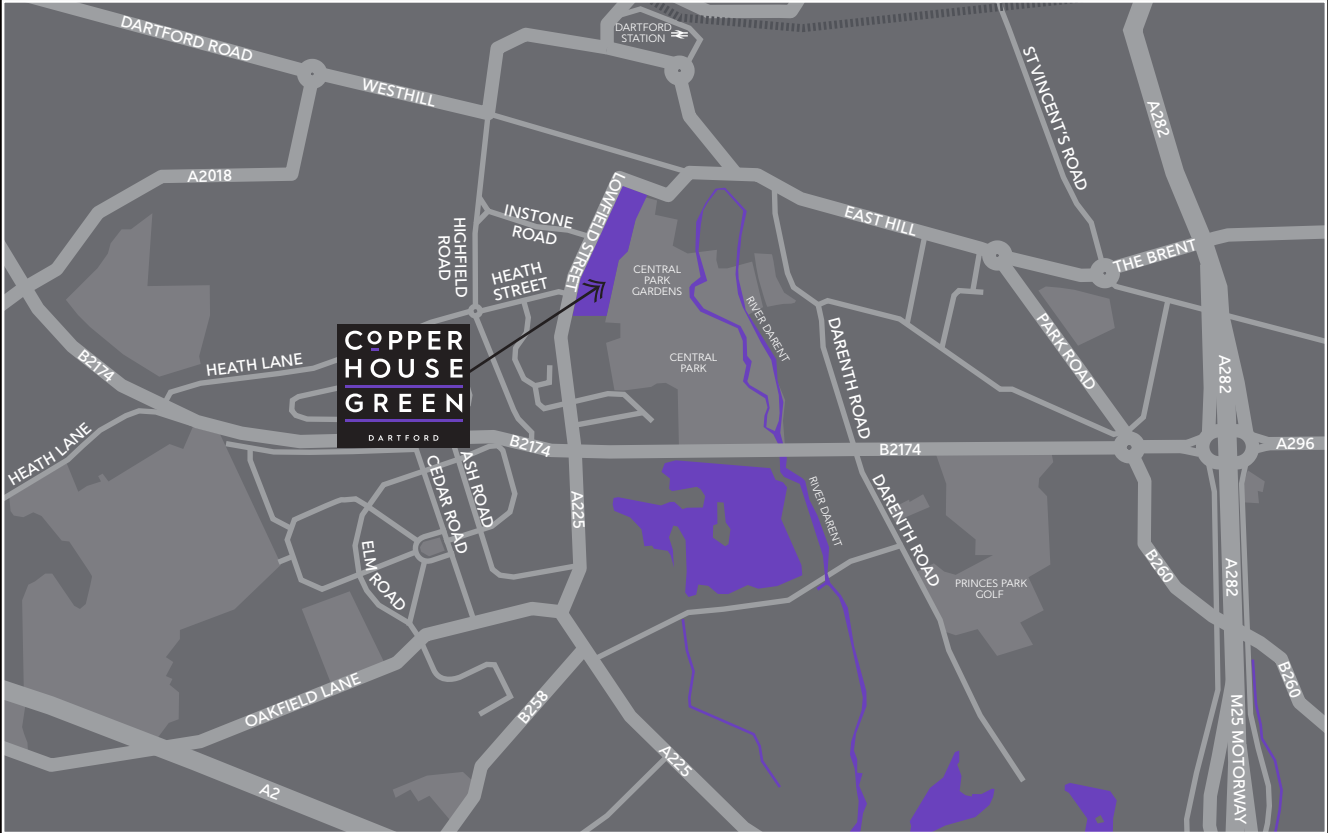 DARTFORD
STATION
DARTFORD ROAD
WESTHILL
A282
ST VINCENT'S ROAD
A2018
LOWFIELD STREET
INSTONE
ROAD
HIGHFIELD
ROAD
EAST HILL
THE BRENT
HEATH
STREET
CENTRAL
PARK
GARDENS
RIVER DARENT
PARK ROAD
DARENTH ROAD
COPPER
HOUSE
GREEN
DARTFORD
B2174
HEATH LANE
CENTRAL
PARK
A282
HEATH LANE
B2174
B2174
A296
CEDAR ROAD
ASH ROAD
A225
RIVER DARENT
DARENTH ROAD
ELM ROAD
PRINCES PARK
GOLF
B260
A282
OAKFIELD LANE
B258
B260
A225
M25 MOTORWAY
A2